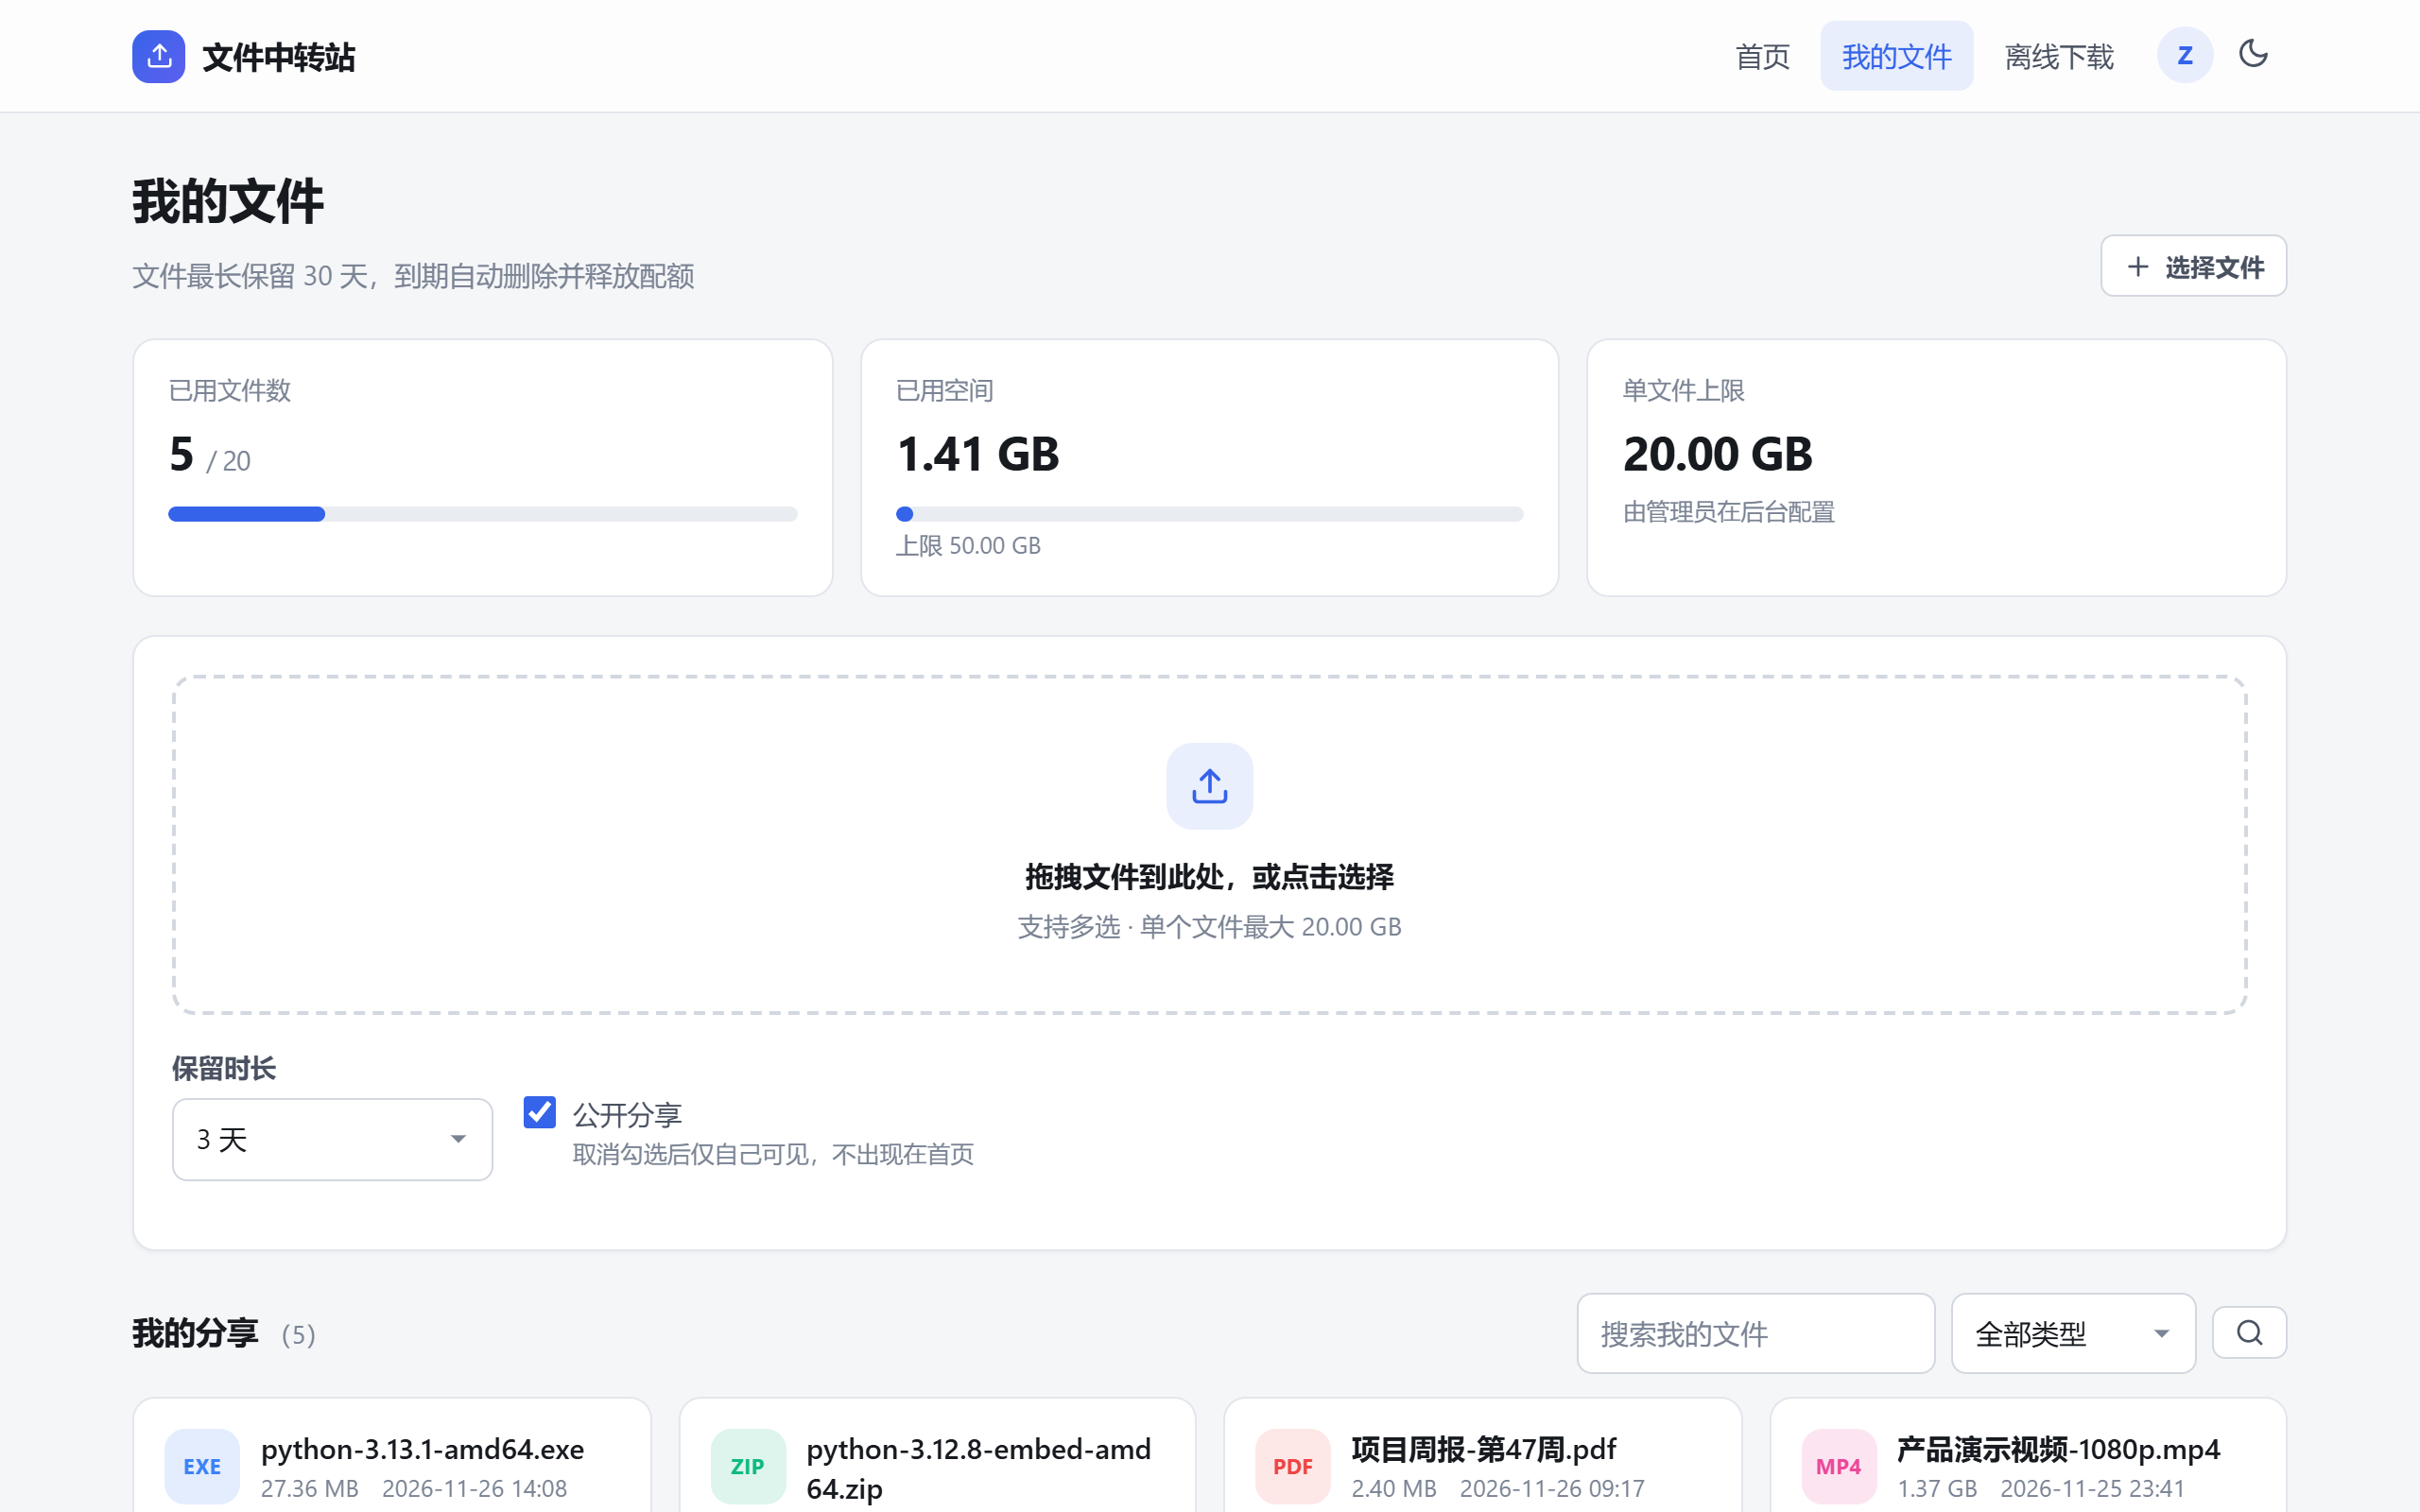 文件中转站
首页
我的文件
离线下载
Z
我的文件
文件最长保留 30 天，到期自动删除并释放配额
选择文件
已用文件数
5 / 20
已用空间
1.41 GB
上限 50.00 GB
单文件上限
20.00 GB
由管理员在后台配置
拖拽文件到此处，或点击选择
支持多选 · 单个文件最大 20.00 GB
保留时长
3 天
公开分享
取消勾选后仅自己可见，不出现在首页
我的分享 (5)
搜索我的文件
全部类型
EXE
python-3.13.1-amd64.exe
27.36 MB 2026-11-26 14:08
ZIP
python-3.12.8-embed-amd
64.zip
PDF
项目周报-第47周.pdf
2.40 MB 2026-11-26 09:17
MP4
产品演示视频-1080p.mp4
1.37 GB 2026-11-25 23:41